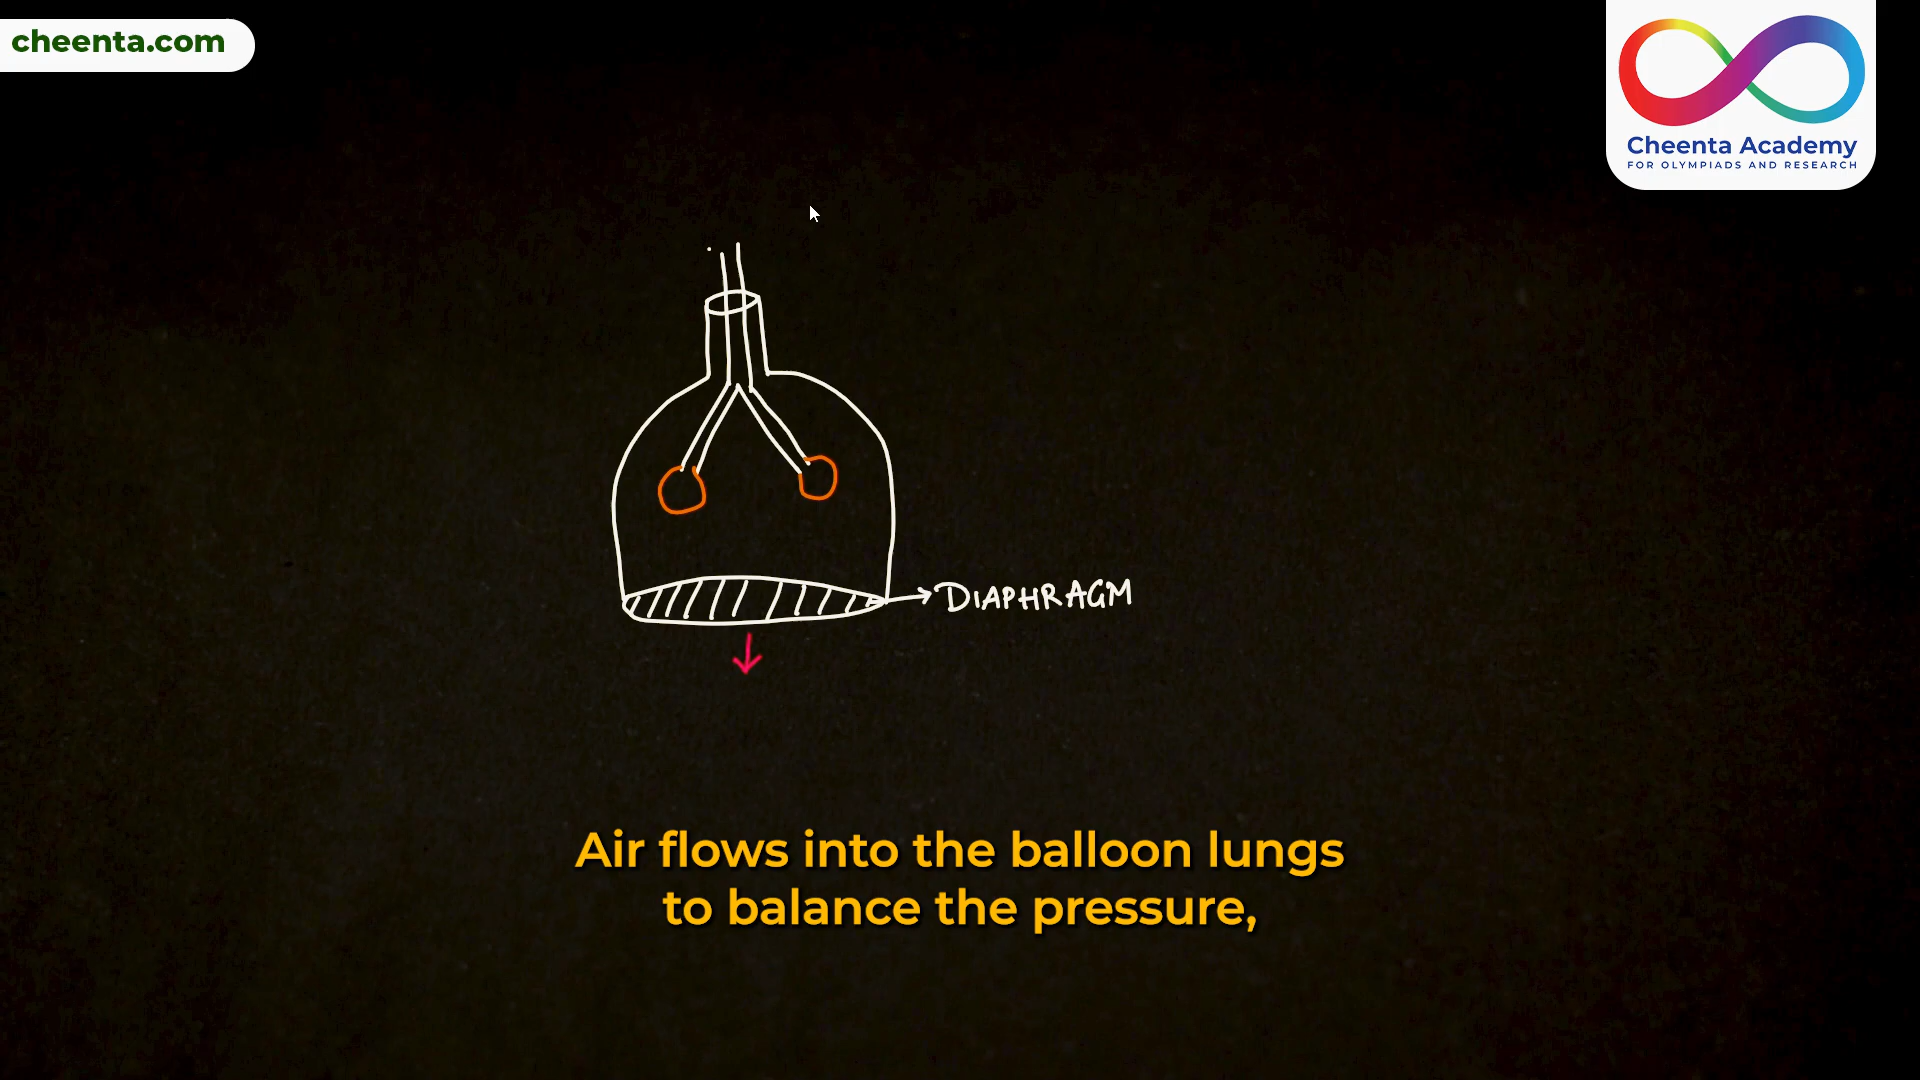 cheenta.com
Cheenta Academy
FOR OLYMPIADS AND RESEARCH
DIAPHRAGM
Air flows into the balloon lungs
to balance the pressure,